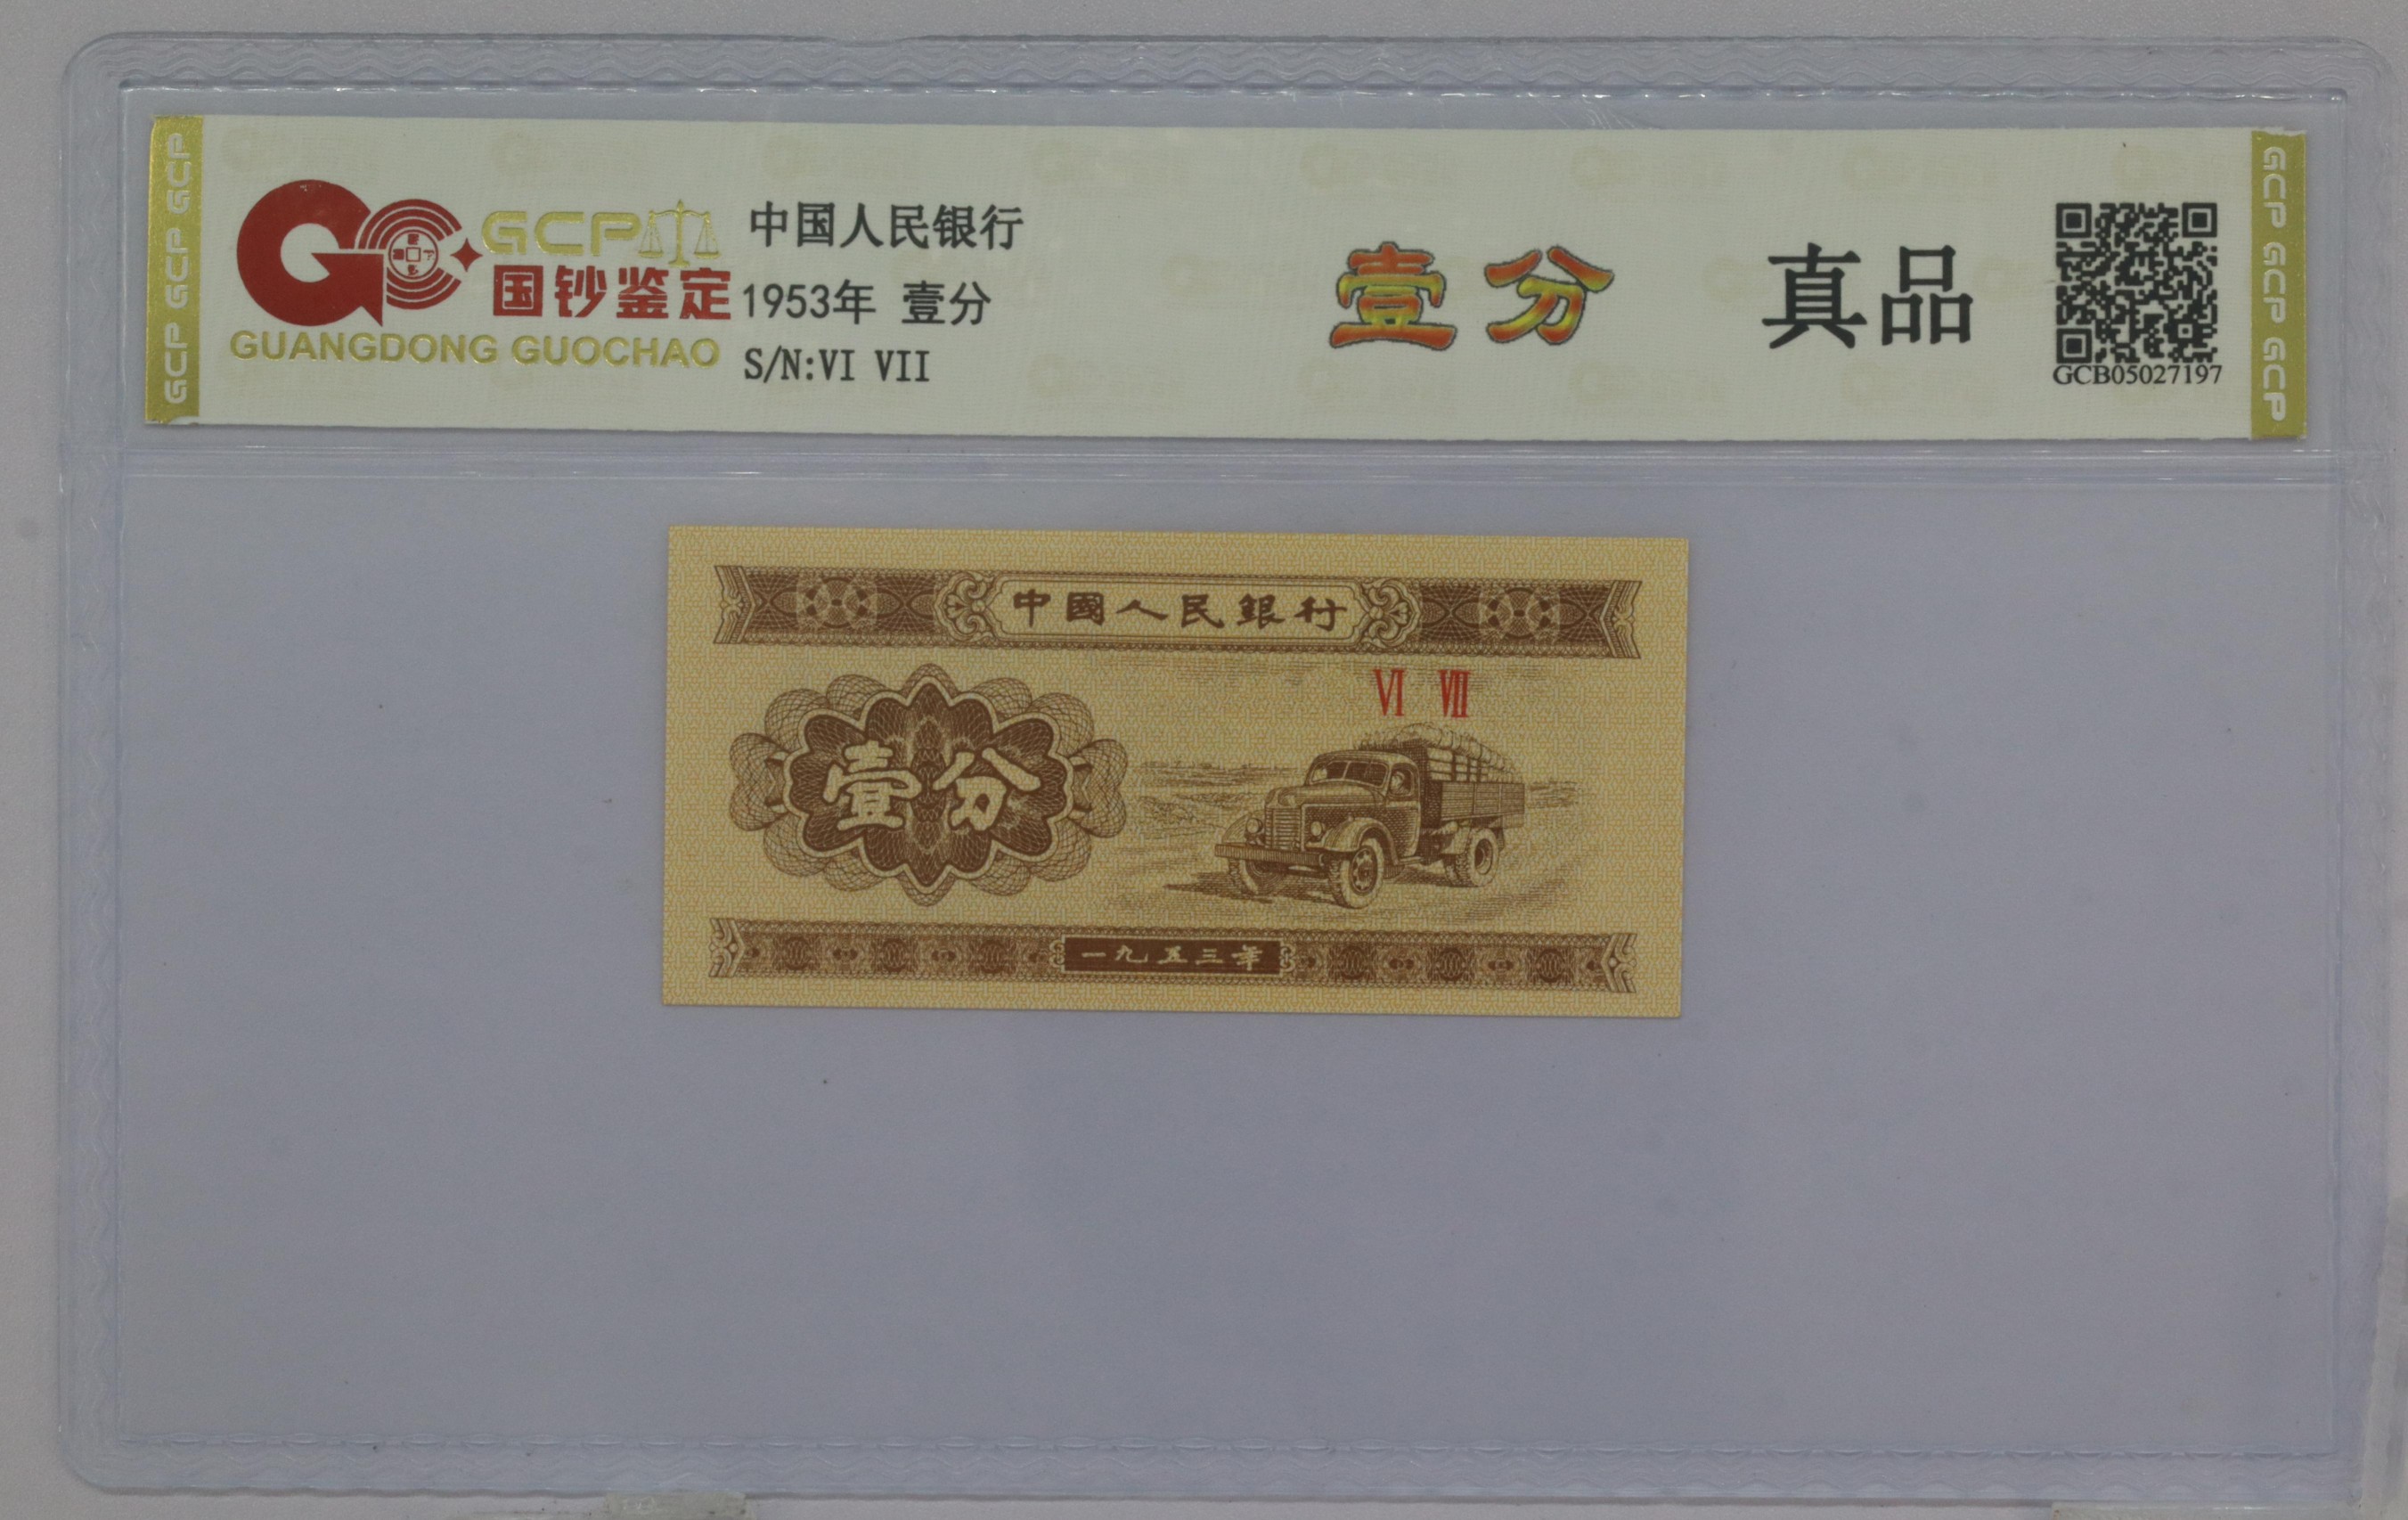 GCP GCP GCP
GCP
国钞鉴定
GUANGDONG GUOCHAO
中国人民银行
1953年 壹分
S/N:VI VII
壹分
真品
GCB05027197
GCP GCP GCP
中國人民銀行
VI VII
壹分
一九五三年